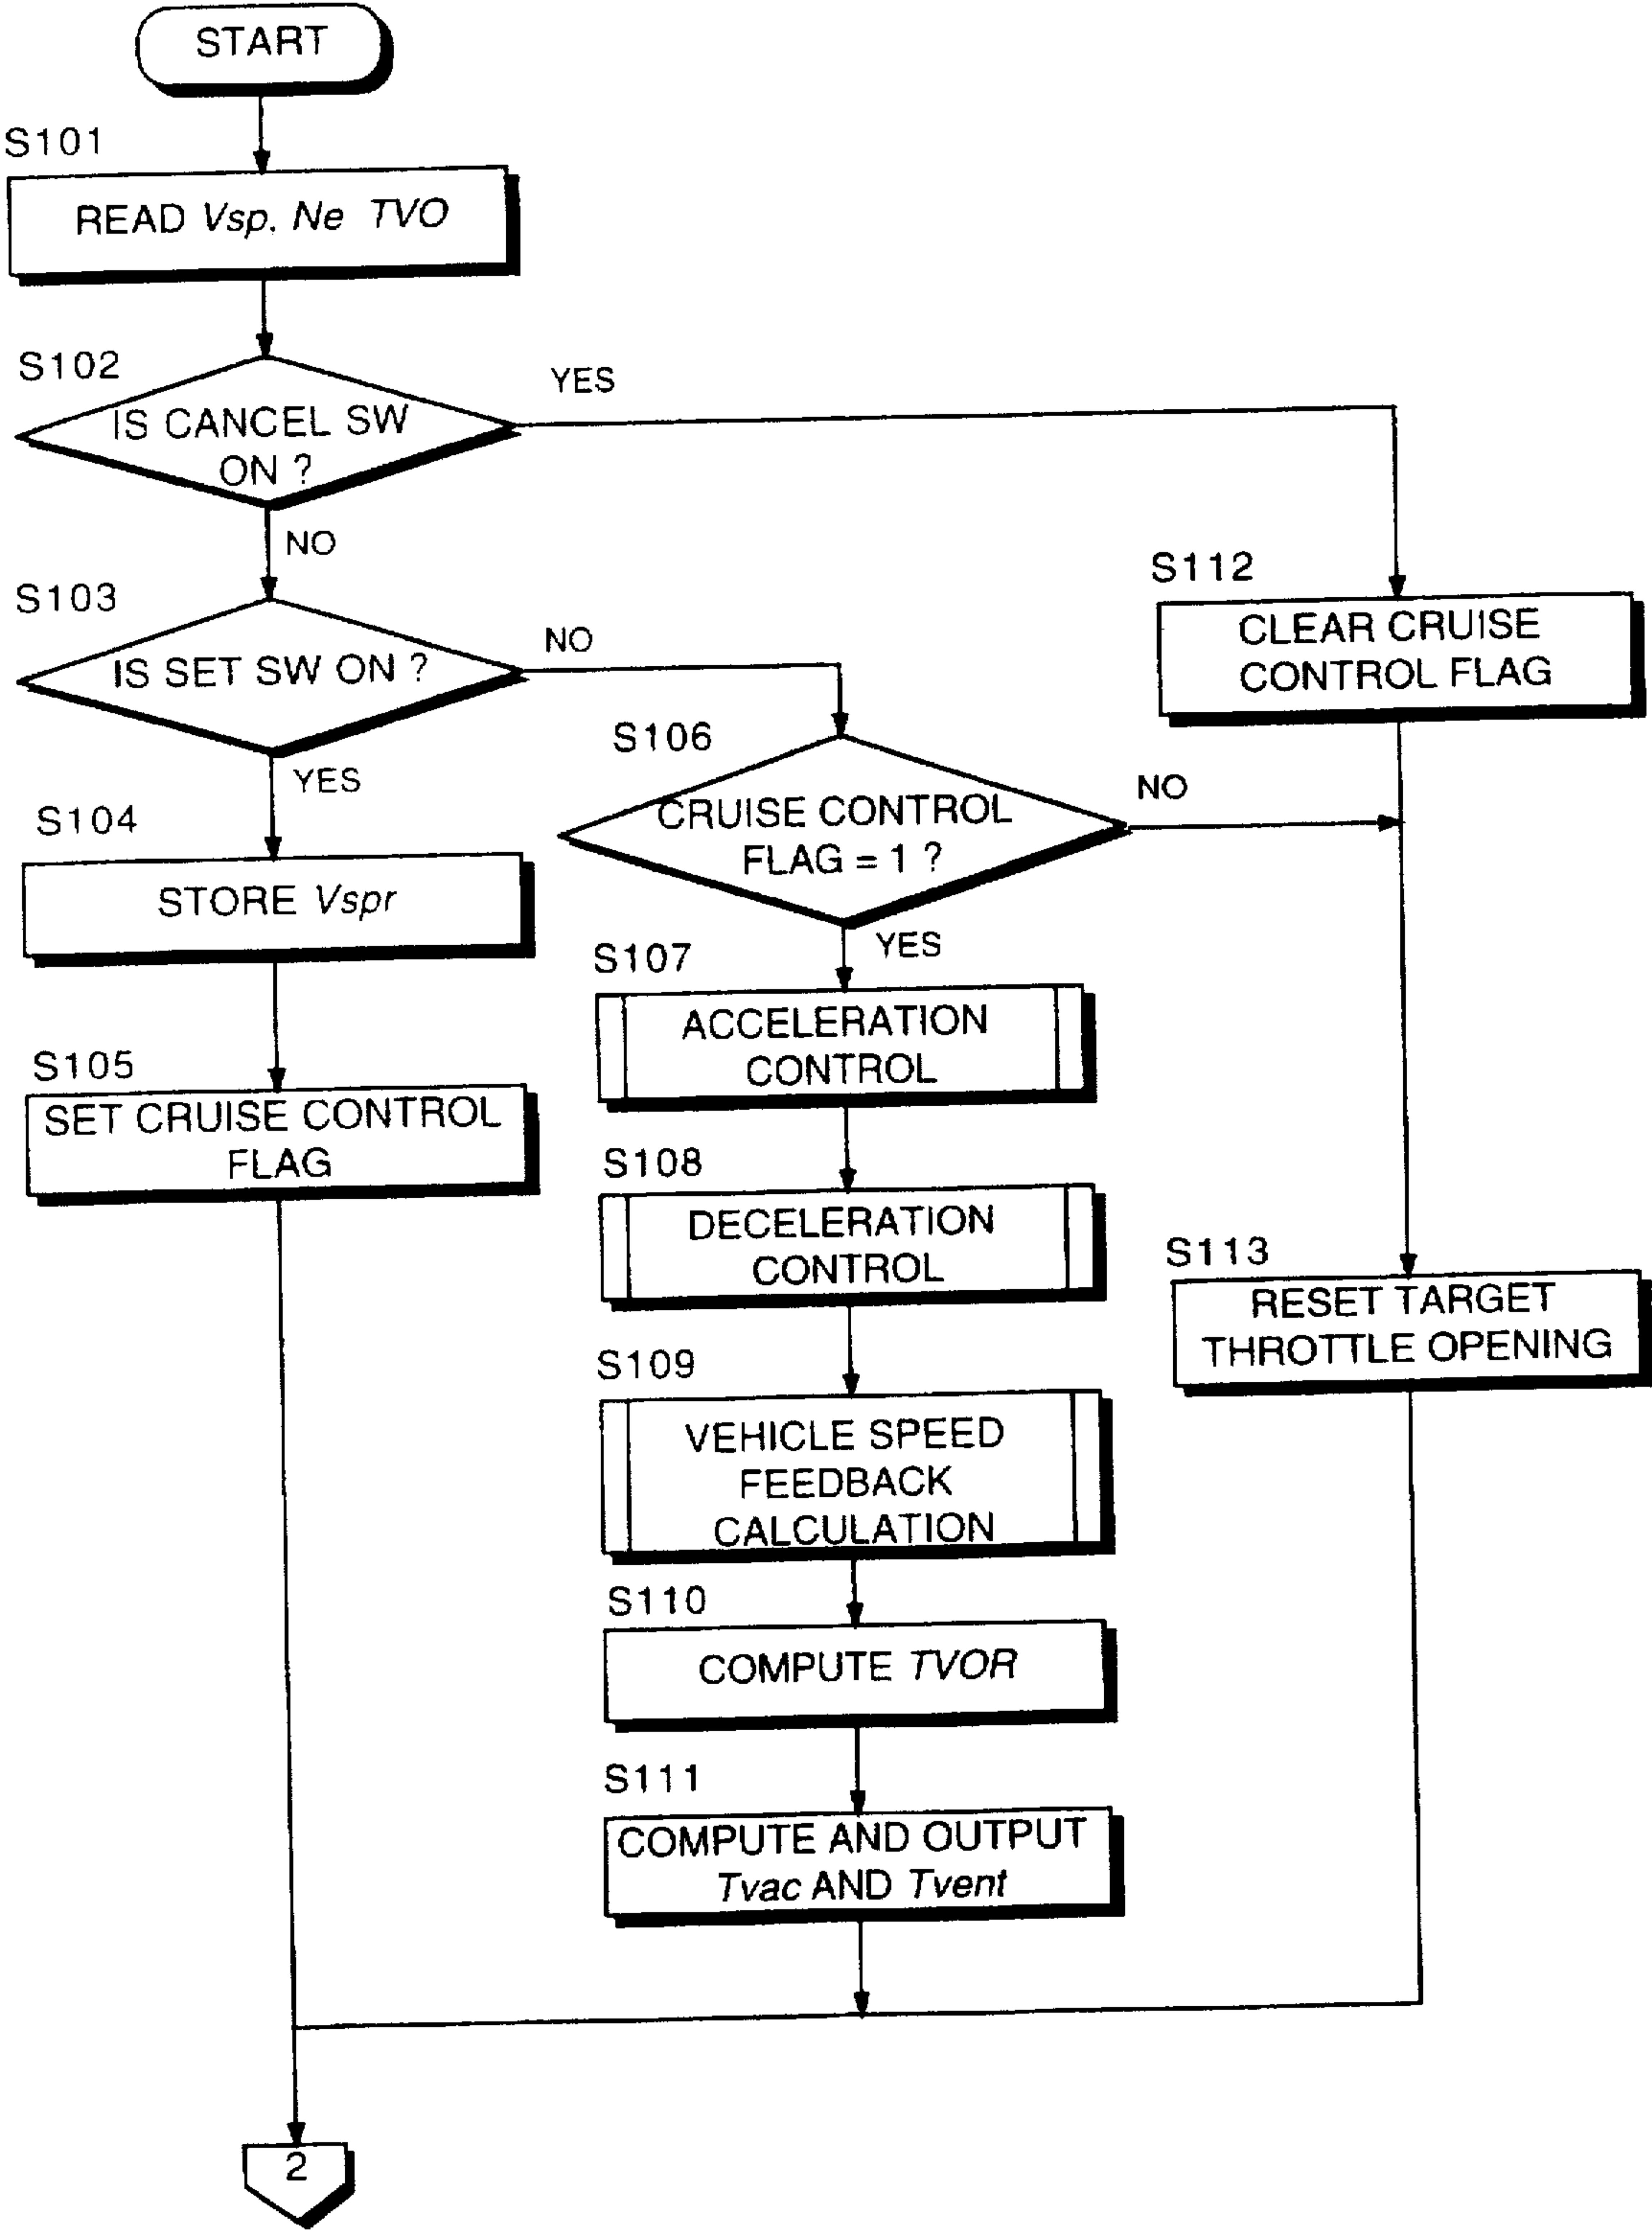 START
S101
READ Vsp, Ne TVO
S102
IS CANCEL SW
ON ?
YES
NO
S103
IS SET SW ON ?
NO
YES
S104
STORE Vspr
S105
SET CRUISE CONTROL
FLAG
S106
CRUISE CONTROL
FLAG = 1 ?
NO
YES
S107
ACCELERATION
CONTROL
S108
DECELERATION
CONTROL
S109
VEHICLE SPEED
FEEDBACK
CALCULATION
S110
COMPUTE TVOR
S111
COMPUTE AND OUTPUT
Tvac AND Tvent
S112
CLEAR CRUISE
CONTROL FLAG
S113
RESET TARGET
THROTTLE OPENING
2